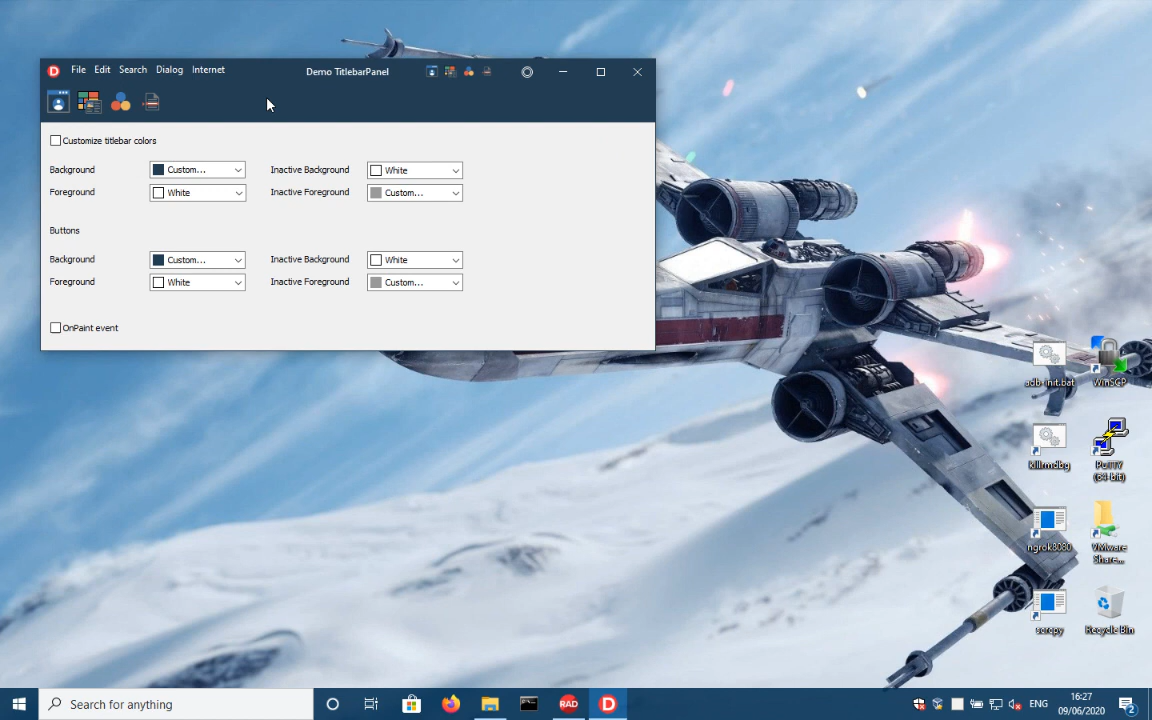 File Edit Search Dialog Internet
Demo TitlebarPanel
Customize titlebar colors
Background Custom... Inactive Background White
Foreground White Inactive Foreground Custom...
Buttons
Background Custom... Inactive Background White
Foreground White Inactive Foreground Custom...
OnPaint event
adb-init.bat
WinSCP
killrmdbg
PuTTY
(64-bit)
ngrok8080
VMware
Share...
scrcpy
Recycle Bin
Search for anything
RAD
D
ENG
16:27
09/06/2020
2